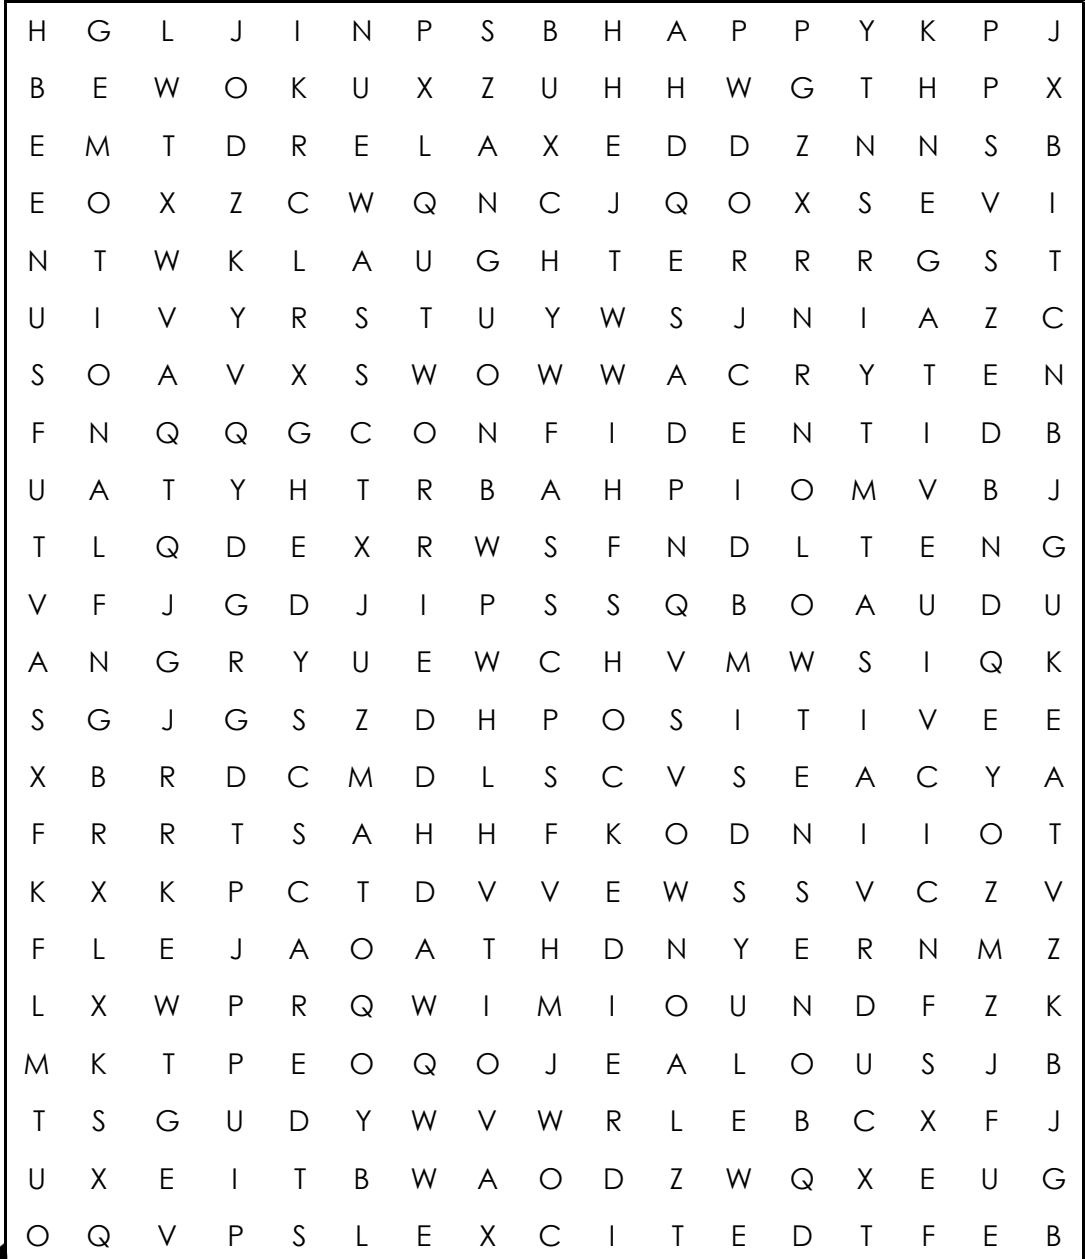 H G L J I N P S B H A P P Y K P J
B E W O K U X Z U H H W G T H P X
E M T D R E L A X E D D Z N N S B
E O X Z C W Q N C J Q O X S E V I
N T W K L A U G H T E R R R G S T
U I V Y R S T U Y W S J N I A Z C
S O A V X S W O W W A C R Y T E N
F N Q Q G C O N F I D E N T I D B
U A T Y H T R B A H P I O M V B J
T L Q D E X R W S F N D L T E N G
V F J G D J I P S S Q B O A U D U
A N G R Y U E W C H V M W S I Q K
S G J G S Z D H P O S I T I V E E
X B R D C M D L S C V S E A C Y A
F R R T S A H H F K O D N I I O T
K X K P C T D V V E W S S V C Z V
F L E J A O A T H D N Y E R N M Z
L X W P R Q W I M I O U N D F Z K
M K T P E O Q O J E A L O U S J B
T S G U D Y W V W R L E B C X F J
U X E I T B W A O D Z W Q X E U G
O Q V P S L E X C I T E D T F E B